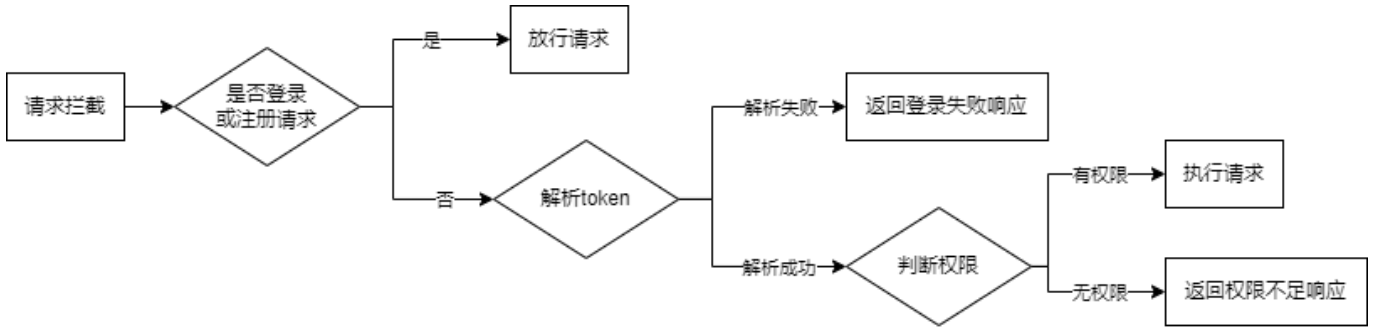 请求拦截
是否登录
或注册请求
是
放行请求
否
解析token
解析失败
返回登录失败响应
解析成功
判断权限
有权限
执行请求
无权限
返回权限不足响应